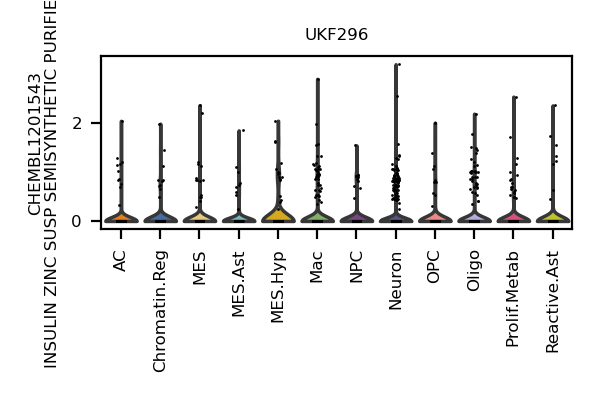 UKF296
CHEMBL1201543
INSULIN ZINC SUSP SEMISYNTHETIC PURIFIE
2
0
AC
Chromatin.Reg
MES
MES.Ast
MES.Hyp
Mac
NPC
Neuron
OPC
Oligo
Prolif.Metab
Reactive.Ast